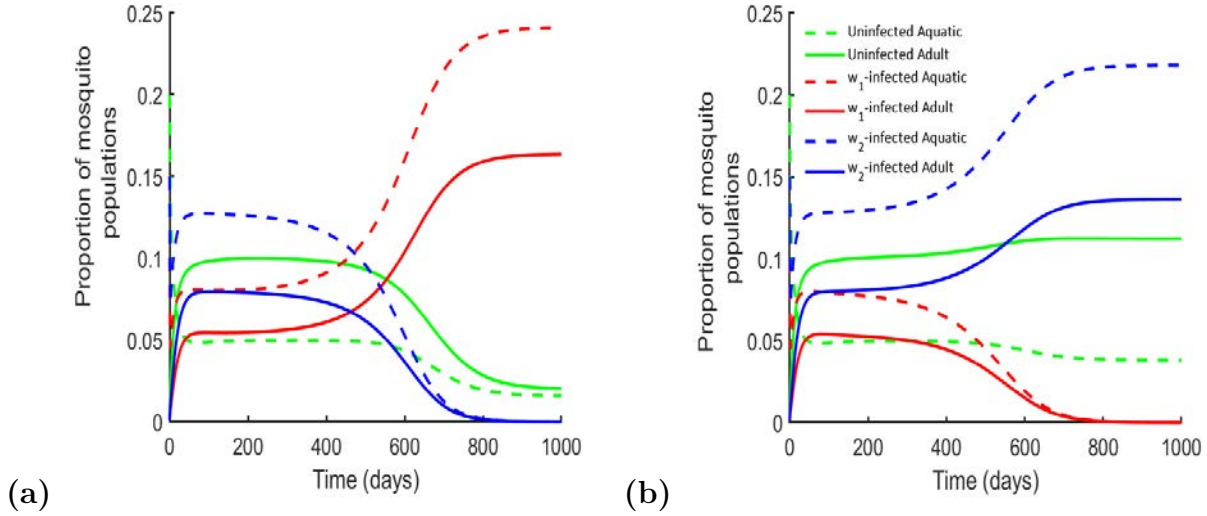 0.25
0.2
0.15
0.1
0.05
0
0 200 400 600 800 1000
Time (days)
Proportion of mosquito
populations
(a)
0.25
0.2
0.15
0.1
0.05
0
0 200 400 600 800 1000
Time (days)
Proportion of mosquito
populations
Uninfected Aquatic
Uninfected Adult
w₁-infected Aquatic
w₁-infected Adult
w₂-infected Aquatic
w₂-infected Adult
(b)